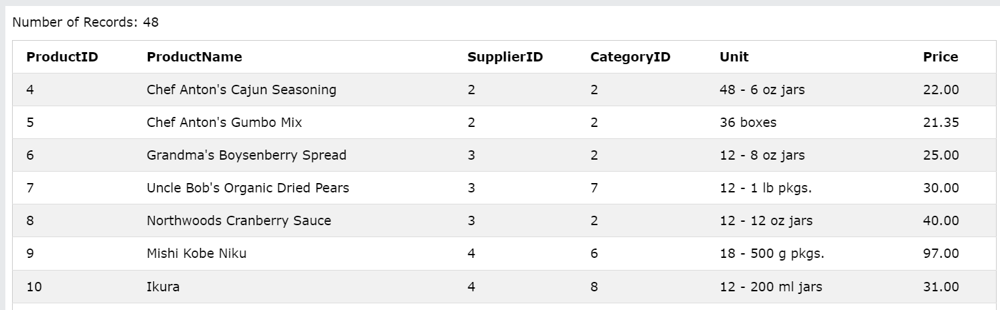 Number of Records: 48
ProductID ProductName SupplierID CategoryID Unit Price
4 Chef Anton's Cajun Seasoning 2 2 48 - 6 oz jars 22.00
5 Chef Anton's Gumbo Mix 2 2 36 boxes 21.35
6 Grandma's Boysenberry Spread 3 2 12 - 8 oz jars 25.00
7 Uncle Bob's Organic Dried Pears 3 7 12 - 1 lb pkgs. 30.00
8 Northwoods Cranberry Sauce 3 2 12 - 12 oz jars 40.00
9 Mishi Kobe Niku 4 6 18 - 500 g pkgs. 97.00
10 Ikura 4 8 12 - 200 ml jars 31.00